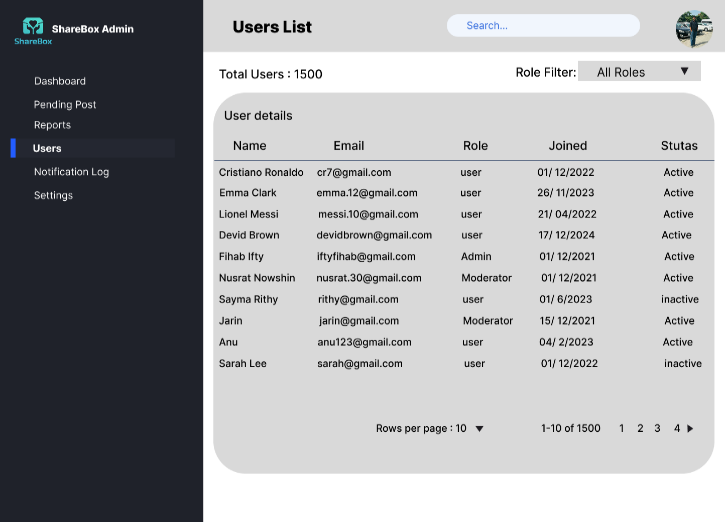 ShareBox
ShareBox Admin
Dashboard
Pending Post
Reports
Users
Notification Log
Settings
Users List
Search...
Total Users : 1500
Role Filter: All Roles
User details
Name Email Role Joined Stutas
Cristiano Ronaldo cr7@gmail.com user 01/ 12/2022 Active
Emma Clark emma.12@gmail.com user 26/ 11/2023 Active
Lionel Messi messi.10@gmail.com user 21/ 04/2022 Active
Devid Brown devidbrown@gmail.com user 17/ 12/2024 Active
Fihab Ifty iftyfihab@gmail.com Admin 01/ 12/2021 Active
Nusrat Nowshin nusrat.30@gmail.com Moderator 01/ 12/2021 Active
Sayma Rithy rithy@gmail.com user 01/ 6/2023 inactive
Jarin jarin@gmail.com Moderator 15/ 12/2021 Active
Anu anu123@gmail.com user 04/ 2/2023 Active
Sarah Lee sarah@gmail.com user 01/ 12/2022 inactive
Rows per page : 10 1-10 of 1500 1 2 3 4